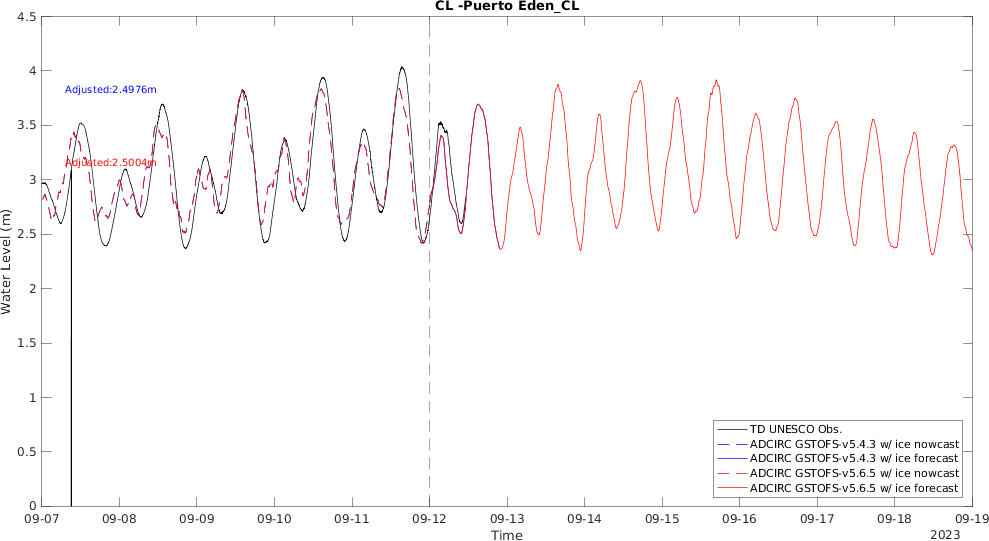 CL -Puerto Eden_CL
4.5
4
3.5
3
2.5
2
1.5
1
0.5
0
Water Level (m)
Adjusted:2.4976m
Adjusted:2.5004m
TD UNESCO Obs.
ADCIRC GSTOFS-v5.4.3 w/ ice nowcast
ADCIRC GSTOFS-v5.4.3 w/ ice forecast
ADCIRC GSTOFS-v5.6.5 w/ ice nowcast
ADCIRC GSTOFS-v5.6.5 w/ ice forecast
09-07 09-08 09-09 09-10 09-11 09-12 09-13 09-14 09-15 09-16 09-17 09-18 09-19
Time
2023